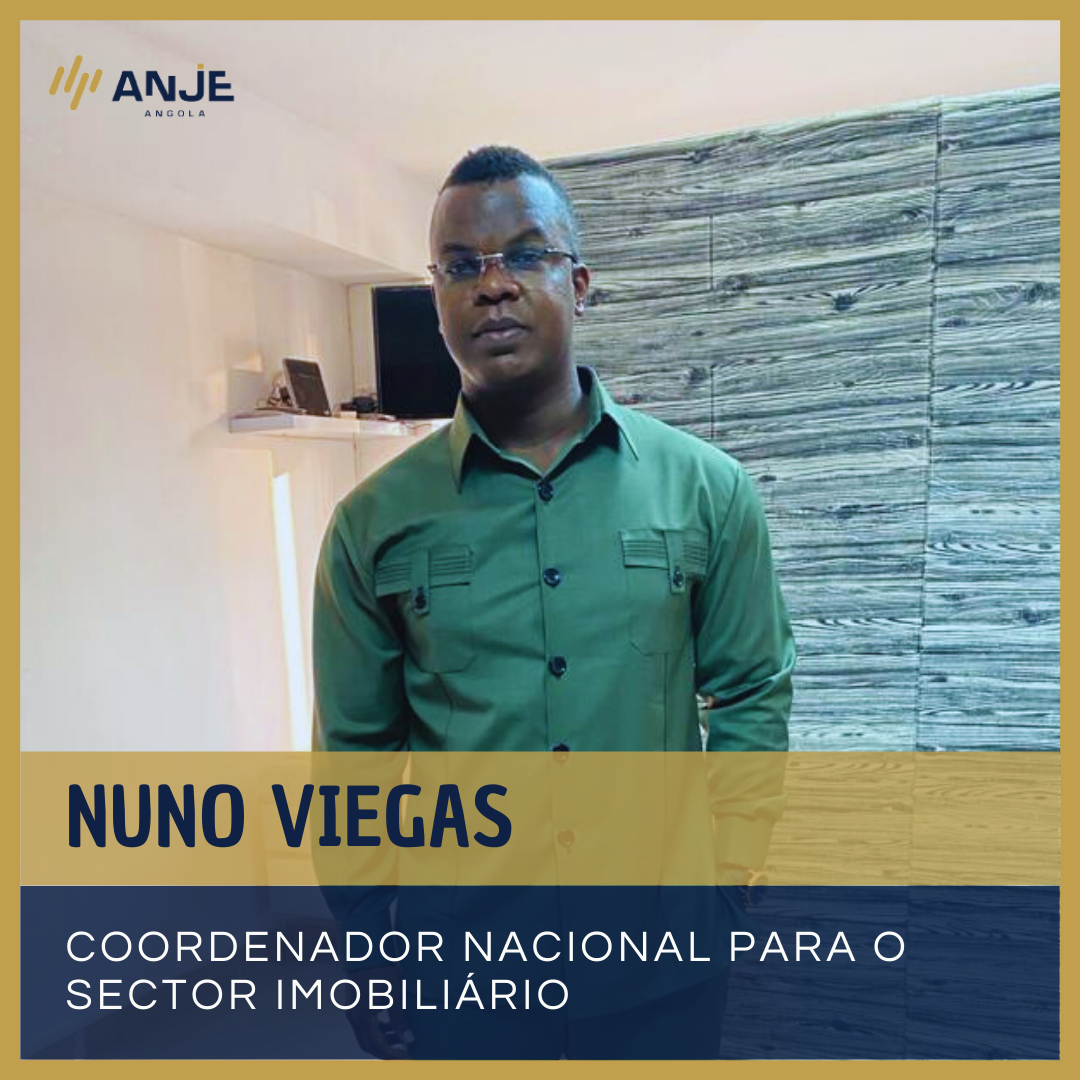 ANJE
ANGOLA
NUNO VIEGAS
COORDENADOR NACIONAL PARA O
SECTOR IMOBILIÁRIO